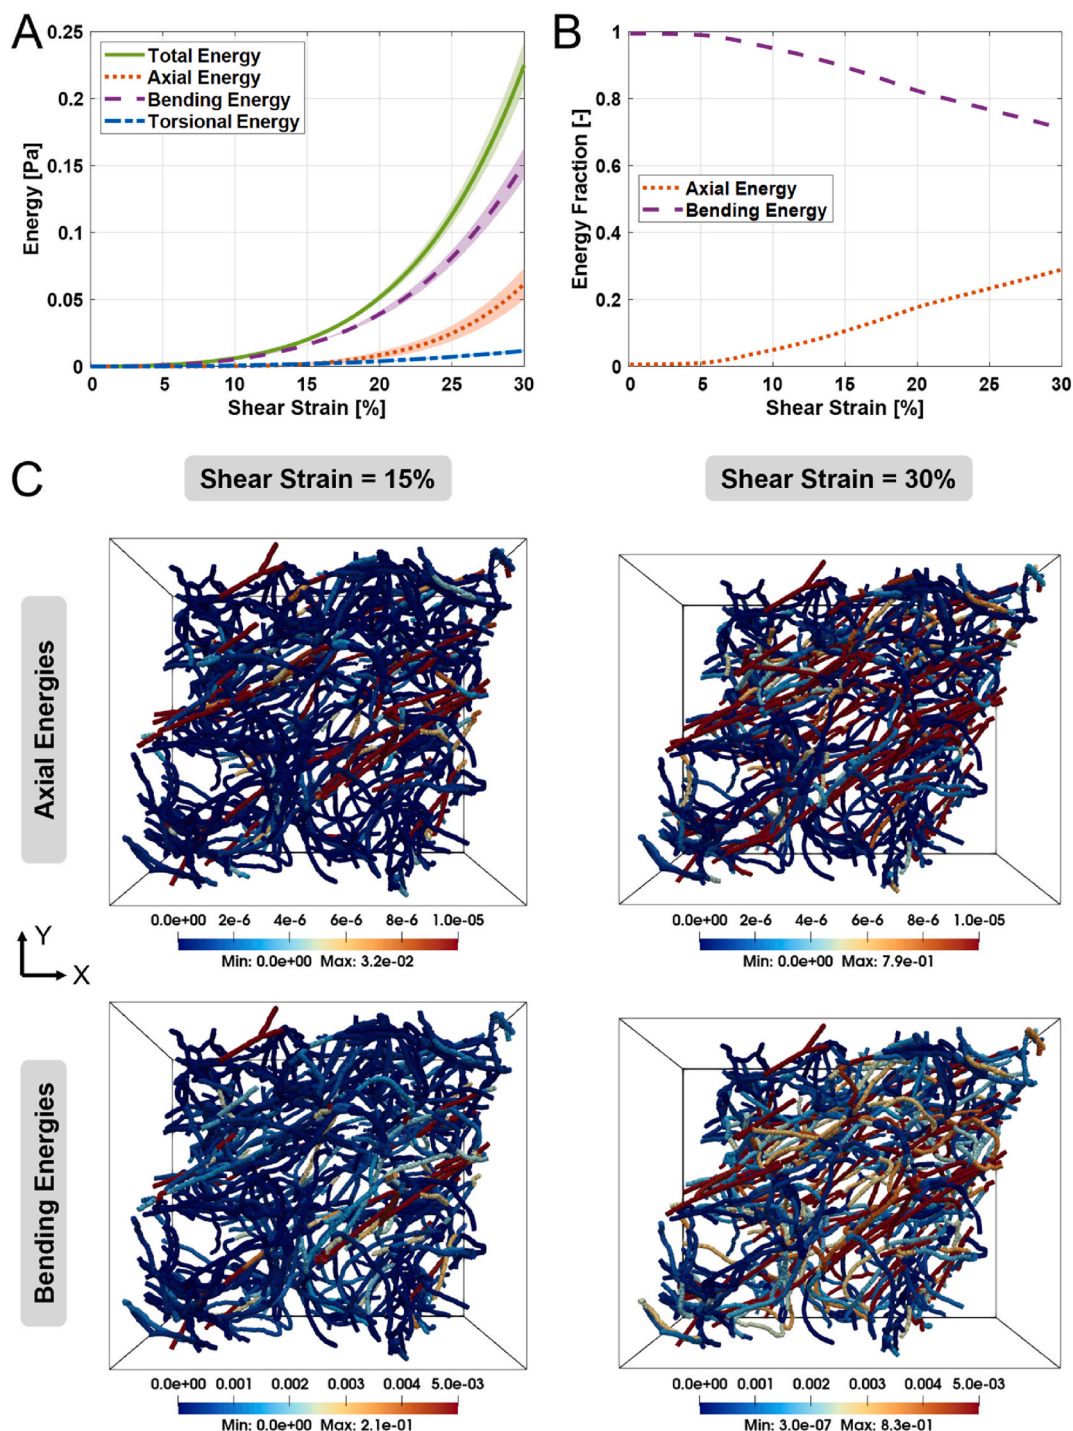 A
0.25
0.2
0.15
0.1
0.05
0
Energy [Pa]
Total Energy
Axial Energy
Bending Energy
Torsional Energy
0 5 10 15 20 25 30
Shear Strain [%]
B
1
0.8
0.6
0.4
0.2
0
Energy Fraction [-]
Axial Energy
Bending Energy
0 5 10 15 20 25 30
Shear Strain [%]
C
Shear Strain = 15%
Shear Strain = 30%
Axial Energies
0.0e+00 2e-6 4e-6 6e-6 8e-6 1.0e-05
Min: 0.0e+00 Max: 3.2e-02
0.0e+00 2e-6 4e-6 6e-6 8e-6 1.0e-05
Min: 0.0e+00 Max: 7.9e-01
Y
X
Bending Energies
0.0e+00 0.001 0.002 0.003 0.004 5.0e-03
Min: 0.0e+00 Max: 2.1e-01
0.0e+00 0.001 0.002 0.003 0.004 5.0e-03
Min: 3.0e-07 Max: 8.3e-01